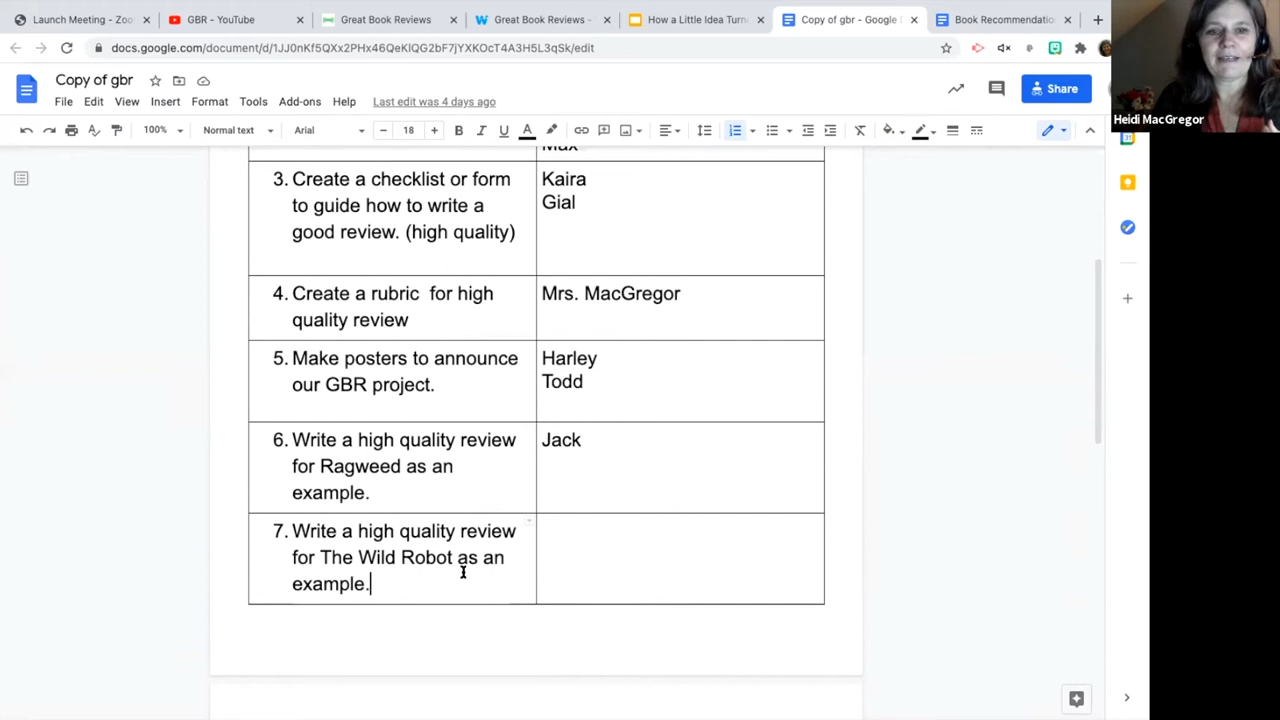 Launch Meeting - Zoo
GBR - YouTube
Great Book Reviews
Great Book Reviews -
How a Little Idea Turn
Copy of gbr - Google
Book Recommendatio
docs.google.com/document/d/1JJ0nKf5QXx2PHx46QeKlQG2bF7jYXKOcT4A3H5L3qSk/edit
Copy of gbr
File Edit View Insert Format Tools Add-ons Help Last edit was 4 days ago
Share
Heidi MacGregor
100% Normal text Arial 18
Max
3. Create a checklist or form
to guide how to write a
good review. (high quality)
Kaira
Gial
4. Create a rubric for high
quality review
Mrs. MacGregor
5. Make posters to announce
our GBR project.
Harley
Todd
6. Write a high quality review
for Ragweed as an
example.
Jack
7. Write a high quality review
for The Wild Robot as an
example.